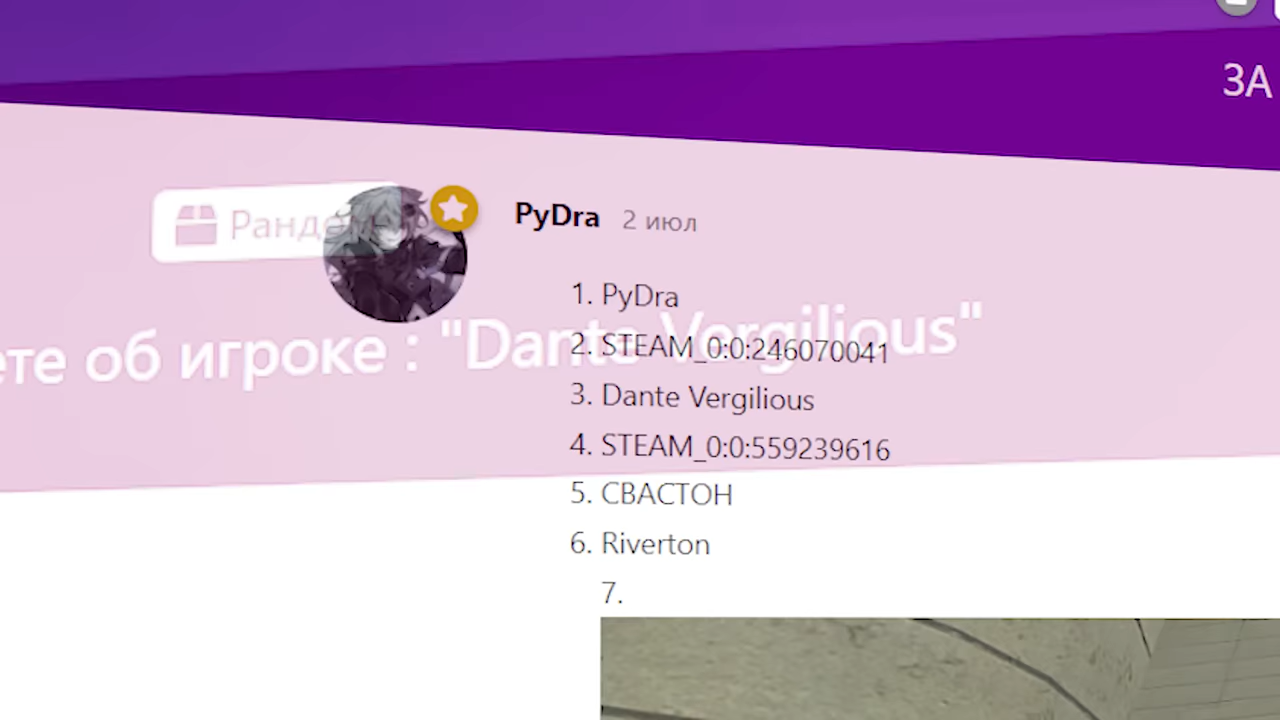 ЗА
PyDra 2 июл
1. PyDra
ете об игроке : "Dante Vergilious"
2. STEAM_0:0:246070041
3. Dante Vergilious
4. STEAM_0:0:559239616
5. СВАСТОН
6. Riverton
7.